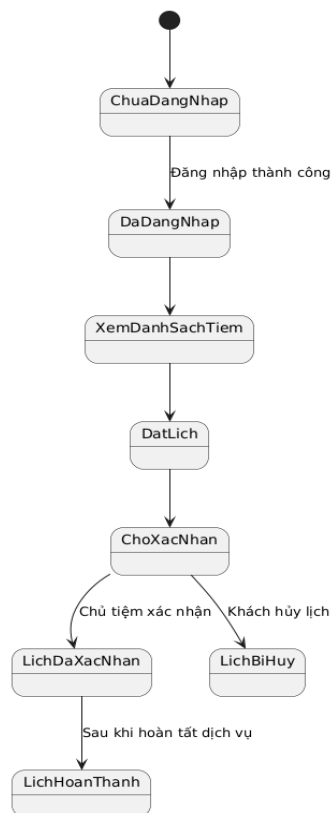 ChuaDangNhap
Đăng nhập thành công
DaDangNhap
XemDanhSachTiem
DatLich
ChoXacNhan
Chủ tiệm xác nhận
Khách hủy lịch
LichDaXacNhan
LichBiHuy
Sau khi hoàn tất dịch vụ
LichHoanThanh